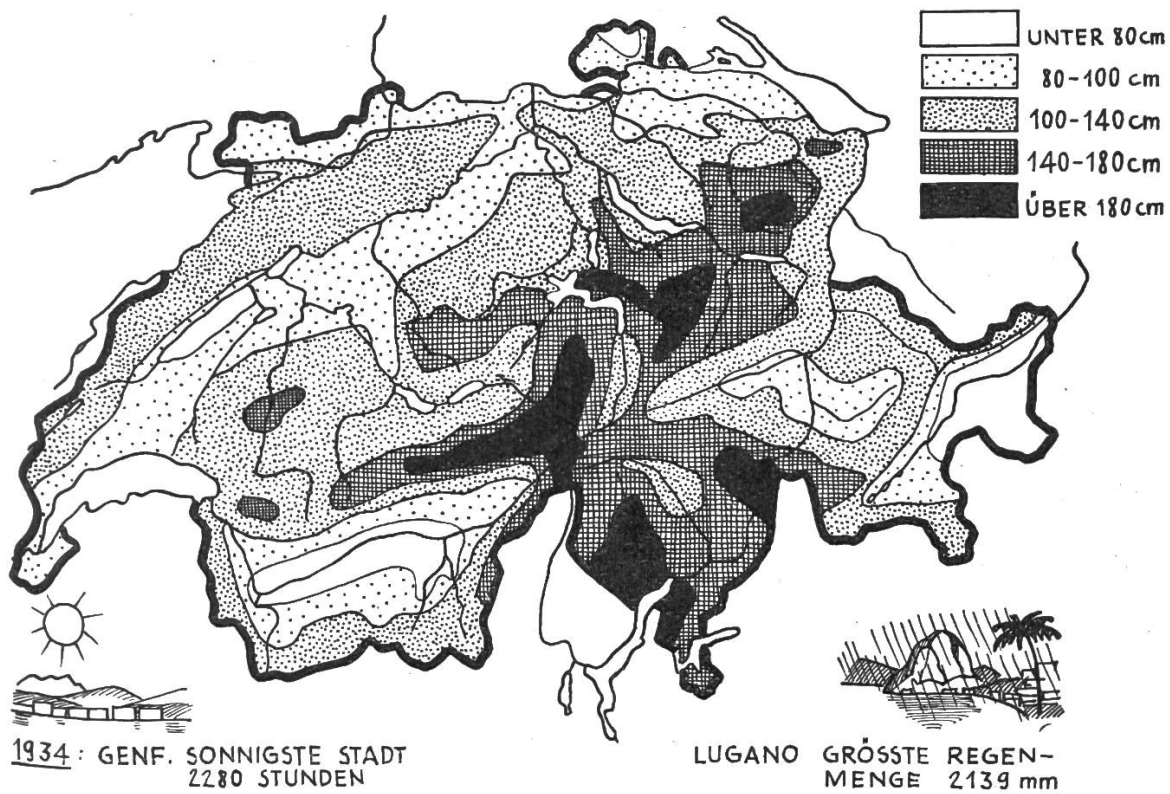 UNTER 80cm
80-100 cm
100-140cm
140-180cm
ÜBER 180cm
1934: GENF. SONNIGSTE STADT
2280 STUNDEN
LUGANO GRÖSSTE REGEN-
MENGE 2139 mm